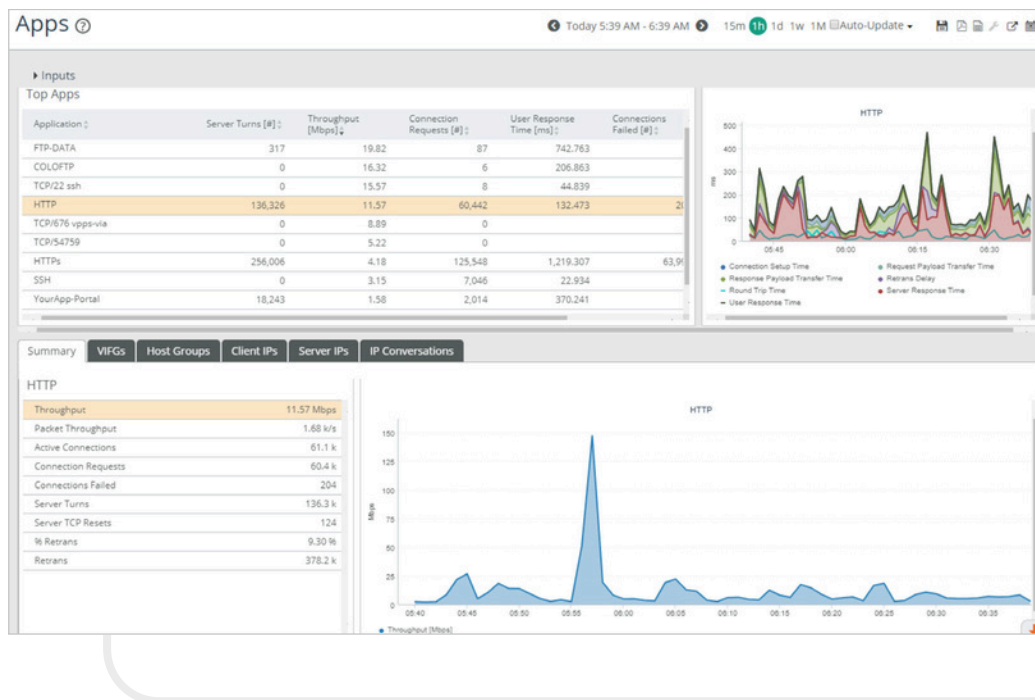 Apps
Today 5:39 AM - 6:39 AM 15m 1h 1d 1w 1M Auto-Update
Inputs
Top Apps
Application Server Turns [#] Throughput [Mbps] Connection Requests [#] User Response Time [ms] Connections Failed [#]
FTP-DATA 317 19.82 87 742.763
COLOFTP 0 16.32 6 206.863
TCP/22 ssh 0 15.57 8 44.839
HTTP 136,326 11.57 60,442 132.473
TCP/676 vpps-via 0 8.89 0
TCP/54759 0 5.22 0
HTTPs 256,006 4.18 125,548 1,219.307
SSH 0 3.15 7,046 22.934
YourApp-Portal 18,243 1.58 2,014 370.241
HTTP
500
400
300
200
100
0
ms
05:45 06:00 06:15 06:30
Connection Setup Time Request Payload Transfer Time
Response Payload Transfer Time Retrans Delay
Round Trip Time Server Response Time
User Response Time
Summary VIFGs Host Groups Client IPs Server IPs IP Conversations
HTTP
Throughput 11.57 Mbps
Packet Throughput 1.68 k/s
Active Connections 61.1 k
Connection Requests 60.4 k
Connections Failed 204
Server Turns 136.3 k
Server TCP Resets 124
% Retrans 9.30 %
Retrans 378.2 k
HTTP
150
125
100
75
50
25
0
Mbps
05:40 05:45 05:50 05:55 06:00 06:05 06:10 06:15 06:20 06:25 06:30 06:35
Throughput [Mbps]